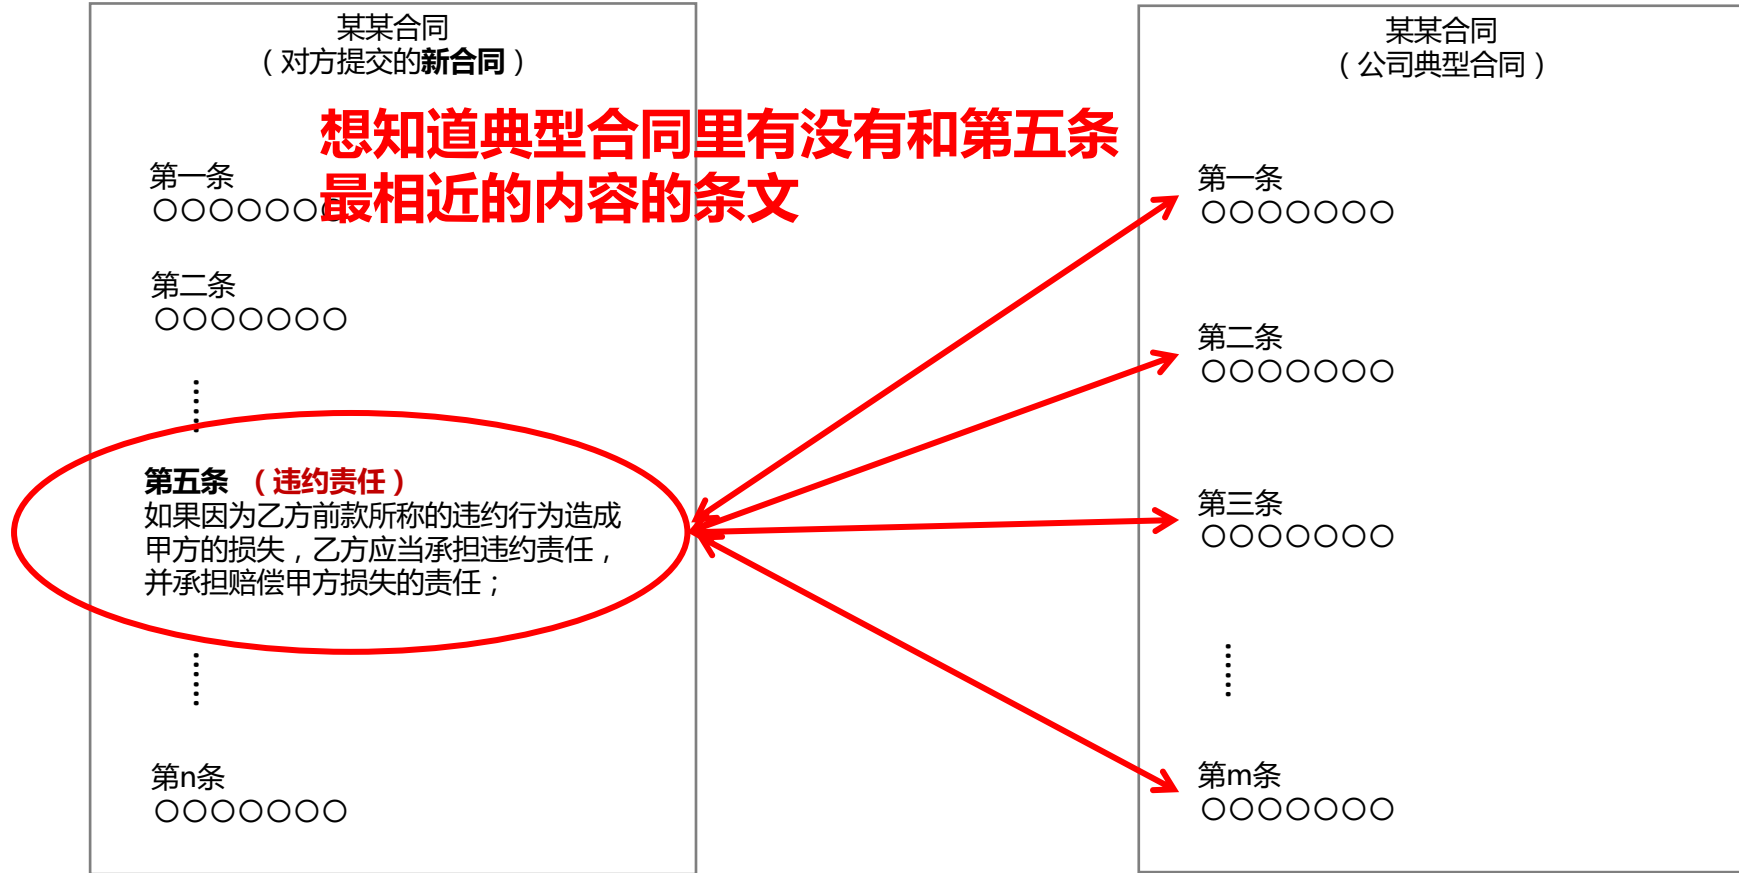 某某合同
（对方提交的新合同）
想知道典型合同里有没有和第五条
最相近的内容的条文
第一条
〇〇〇〇〇〇〇
第二条
〇〇〇〇〇〇〇
……
第五条 （违约责任）
如果因为乙方前款所称的违约行为造成
甲方的损失，乙方应当承担违约责任，
并承担赔偿甲方损失的责任；
……
第n条
〇〇〇〇〇〇〇
某某合同
（公司典型合同）
第一条
〇〇〇〇〇〇〇
第二条
〇〇〇〇〇〇〇
第三条
〇〇〇〇〇〇〇
……
第m条
〇〇〇〇〇〇〇